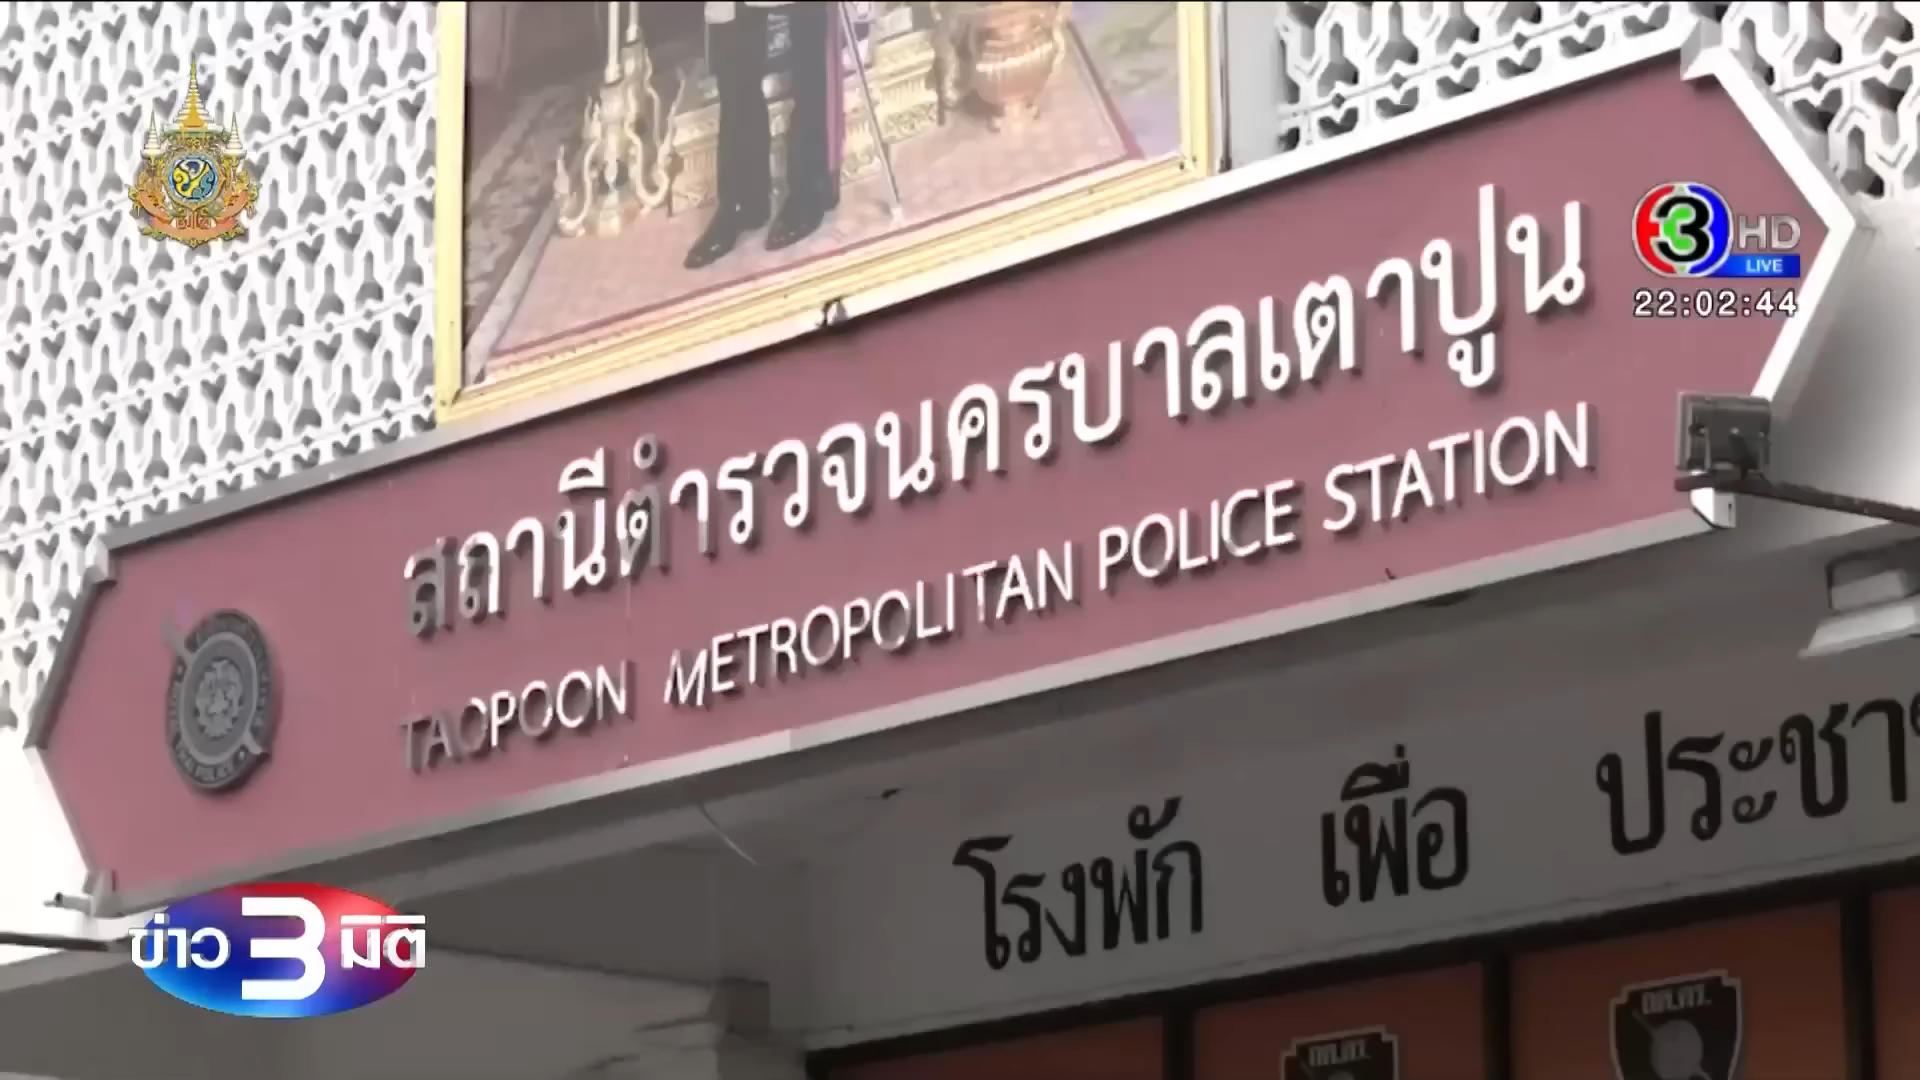 3 HD
LIVE
22:02:44
สถานีตำรวจนครบาลเตาปูน
TAOPOON METROPOLITAN POLICE STATION
โรงพัก เพื่อ ประชา
ข่าว 3 มิติ